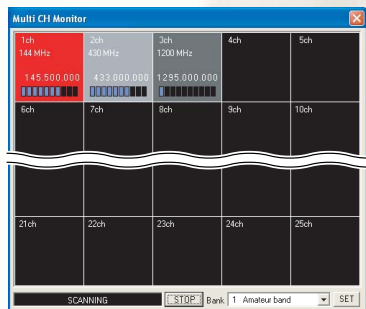 Multi CH Monitor
1ch 2ch 3ch 4ch 5ch
144 MHz 430 MHz 1200 MHz
145.500.000 433.000.000 1295.000.000
6ch 7ch 8ch 9ch 10ch
21ch 22ch 23ch 24ch 25ch
SCANNING STOP Bank 1 Amateur band SET